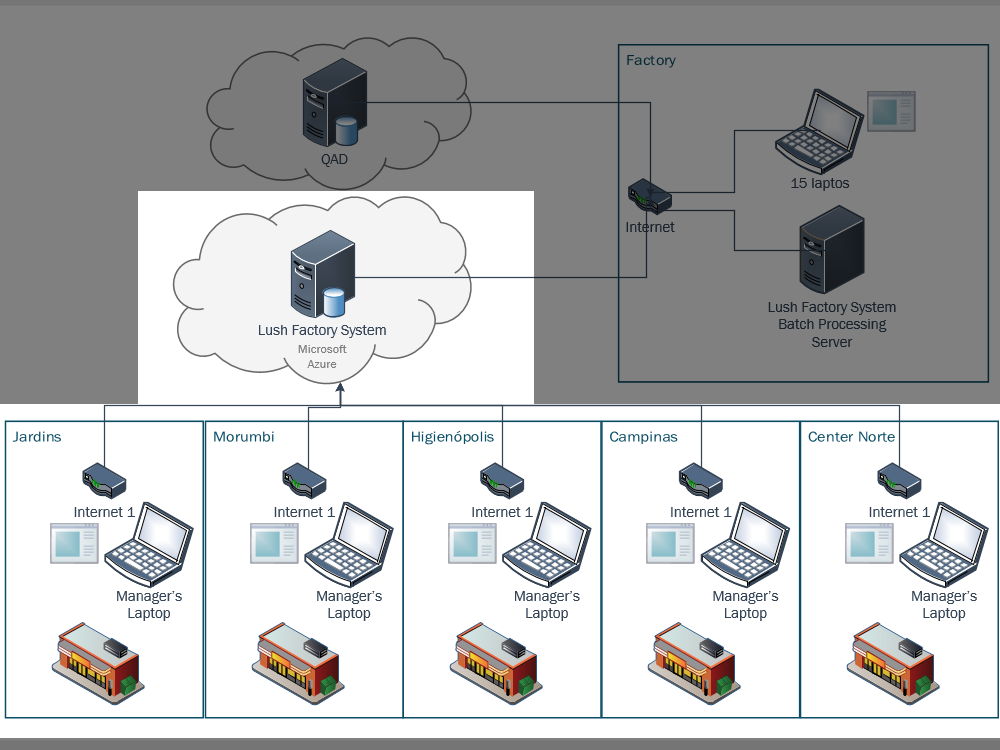 Factory
QAD
15 laptos
Internet
Lush Factory System
Batch Processing
Server
Lush Factory System
Microsoft
Azure
Jardins
Internet 1
Manager's
Laptop
Morumbi
Internet 1
Manager's
Laptop
Higienópolis
Internet 1
Manager's
Laptop
Campinas
Internet 1
Manager's
Laptop
Center Norte
Internet 1
Manager's
Laptop